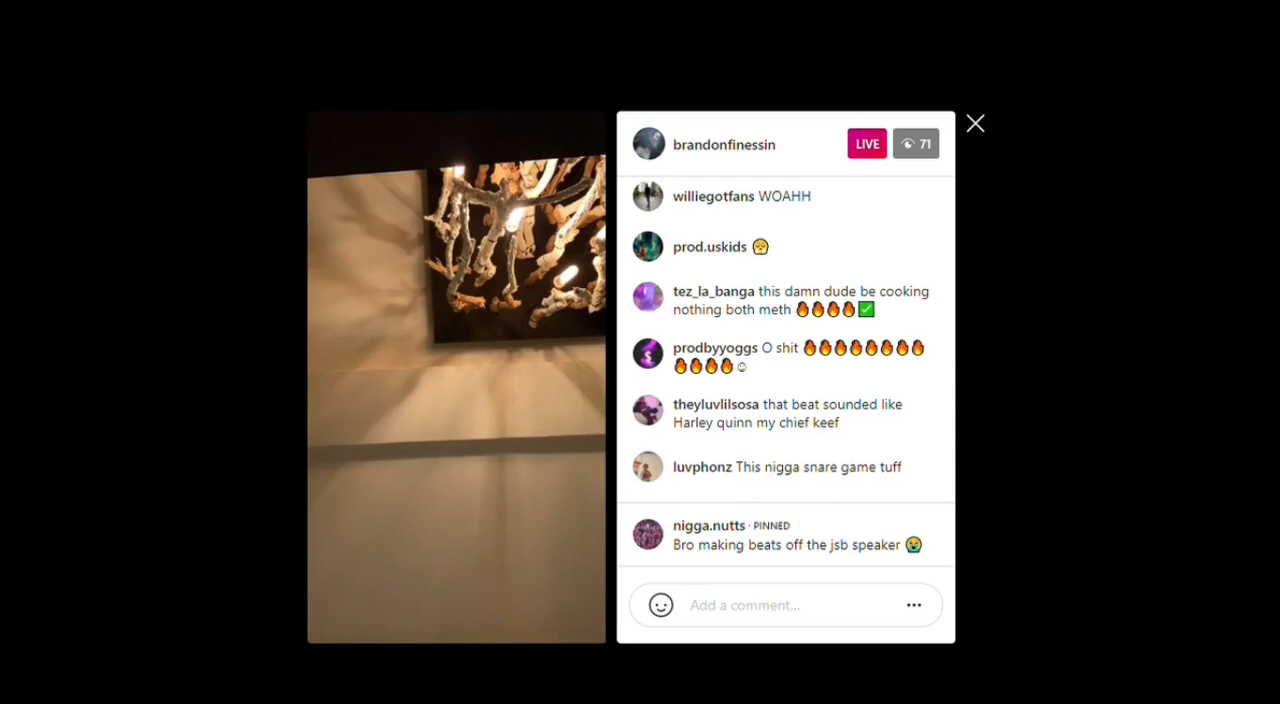 brandonfinessin
LIVE
71
williegotfans WOAHH
prod.uskids 😮‍💨
tez_la_banga this damn dude be cooking
nothing both meth 🔥🔥🔥🔥✅
prodbyyoggs O shit 🔥🔥🔥🔥🔥🔥🔥🔥
🔥🔥🔥🔥☺
theyluvlilsosa that beat sounded like
Harley quinn my chief keef
luvphonz This nigga snare game tuff
nigga.nutts · PINNED
Bro making beats off the jsb speaker 😭
Add a comment...